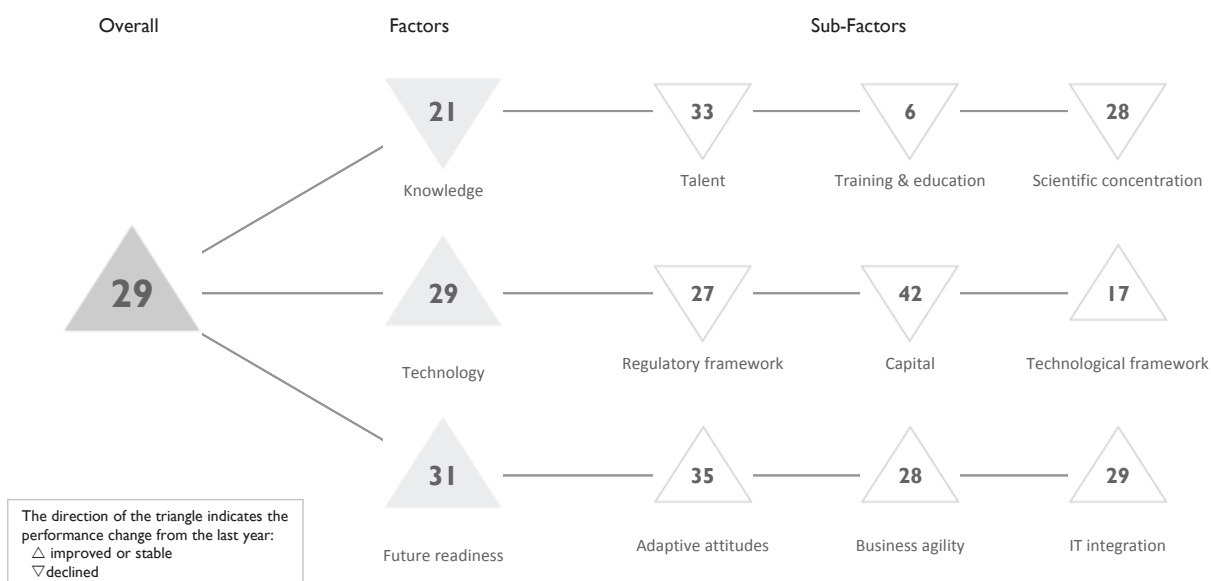 Overall Factors Sub-Factors
21 33 6 28
Knowledge Talent Training & education Scientific concentration
29
29 27 42 17
Technology Regulatory framework Capital Technological framework
31 35 28 29
Future readiness Adaptive attitudes Business agility IT integration
The direction of the triangle indicates the
performance change from the last year:
△ improved or stable
▽ declined